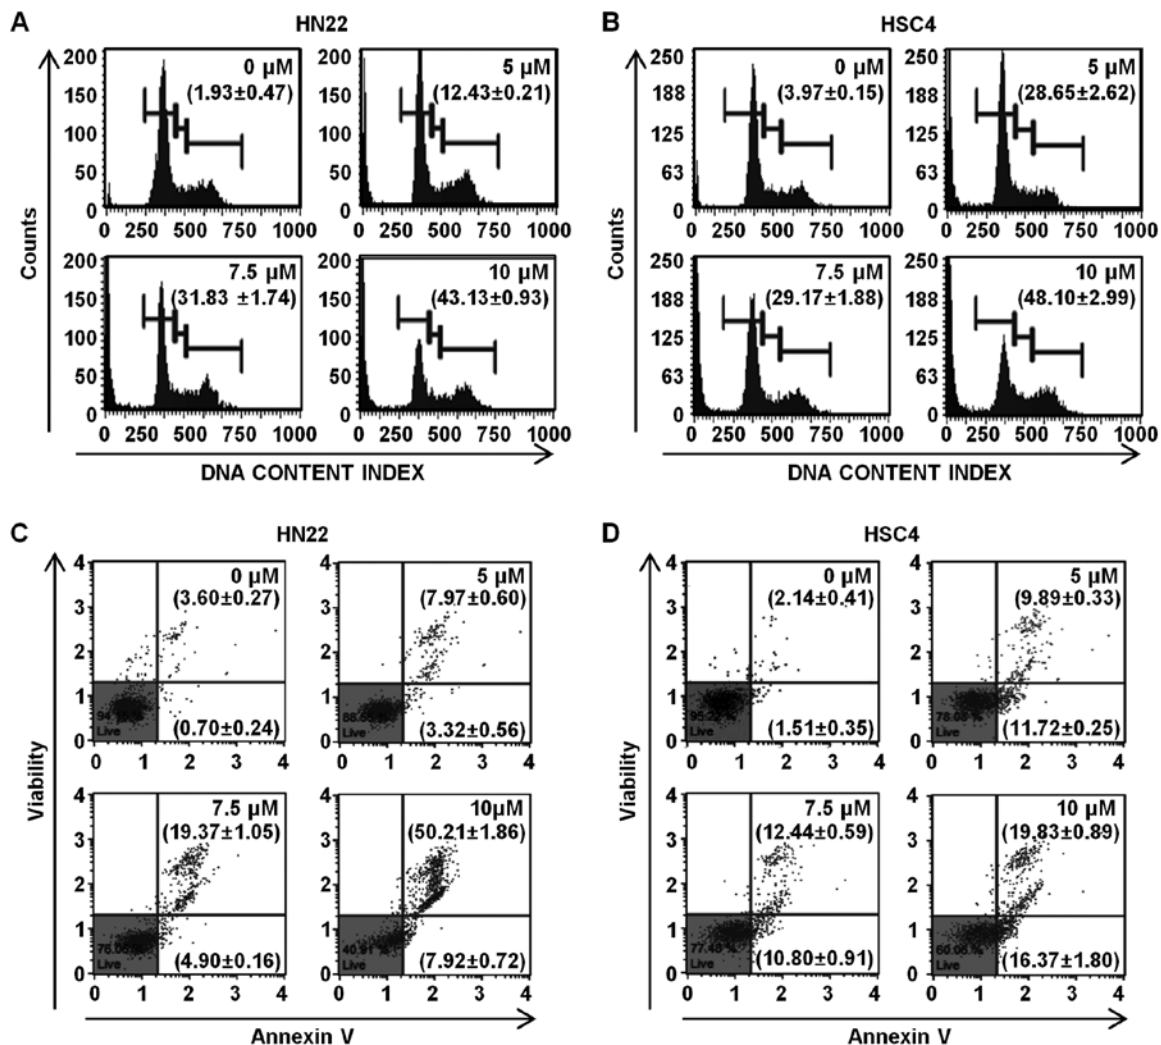 A HN22
200 0 µM
150 (1.93±0.47)
100
50
0
0 250 500 750 1000
200 5 µM
150 (12.43±0.21)
100
50
0
0 250 500 750 1000
200 7.5 µM
150 (31.83 ±1.74)
100
50
0
0 250 500 750 1000
200 10 µM
150 (43.13±0.93)
100
50
0
0 250 500 750 1000
Counts
DNA CONTENT INDEX
B HSC4
250 0 µM
188 (3.97±0.15)
125
63
0
0 250 500 750 1000
250 5 µM
188 (28.65±2.62)
125
63
0
0 250 500 750 1000
250 7.5 µM
188 (29.17±1.88)
125
63
0
0 250 500 750 1000
250 10 µM
188 (48.10±2.99)
125
63
0
0 250 500 750 1000
Counts
DNA CONTENT INDEX
C HN22
4 0 µM
(3.60±0.27)
3
2
1
Live
0 (0.70±0.24)
0 1 2 3 4
4 5 µM
(7.97±0.60)
3
2
1
Live
0 (3.32±0.56)
0 1 2 3 4
4 7.5 µM
(19.37±1.05)
3
2
1
Live
0 (4.90±0.16)
0 1 2 3 4
4 10µM
(50.21±1.86)
3
2
1
Live
0 (7.92±0.72)
0 1 2 3 4
Viability
Annexin V
D HSC4
4 0 µM
(2.14±0.41)
3
2
1
Live
0 (1.51±0.35)
0 1 2 3 4
4 5 µM
(9.89±0.33)
3
2
1
Live
0 (11.72±0.25)
0 1 2 3 4
4 7.5 µM
(12.44±0.59)
3
2
1
Live
0 (10.80±0.91)
0 1 2 3 4
4 10 µM
(19.83±0.89)
3
2
1
Live
0 (16.37±1.80)
0 1 2 3 4
Viability
Annexin V